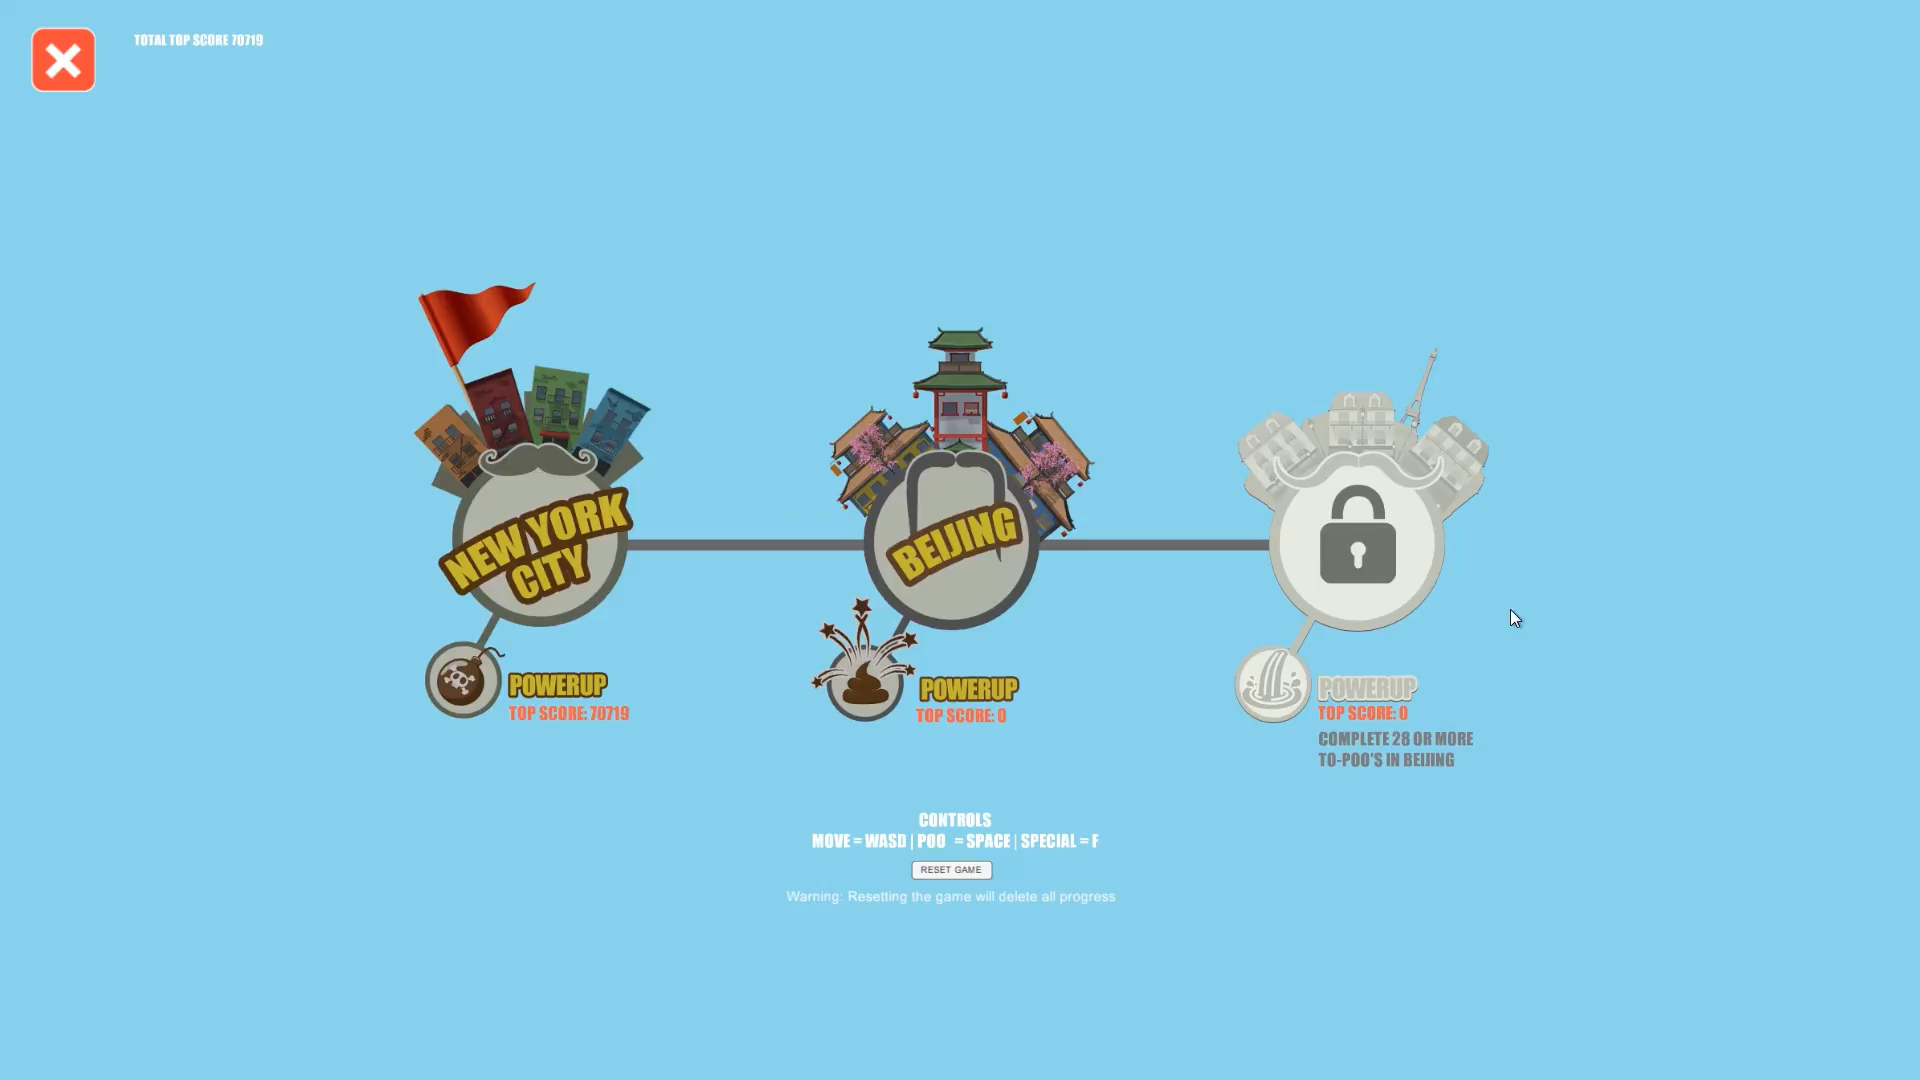 TOTAL TOP SCORE 70719
NEW YORK
CITY
BEIJING
POWERUP
TOP SCORE: 70719
POWERUP
TOP SCORE: 0
POWERUP
TOP SCORE: 0
COMPLETE 28 OR MORE
TO-POO'S IN BEIJING
CONTROLS
MOVE = WASD | POO = SPACE | SPECIAL = F
RESET GAME
Warning: Resetting the game will delete all progress